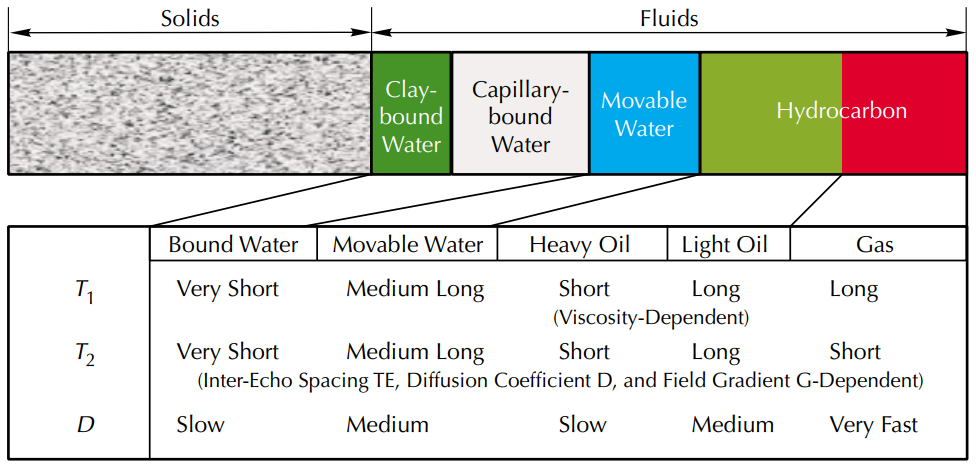 Solids Fluids
Clay-
bound
Water
Capillary-
bound
Water
Movable
Water
Hydrocarbon
Bound Water Movable Water Heavy Oil Light Oil Gas
T1 Very Short Medium Long Short Long Long
(Viscosity-Dependent)
T2 Very Short Medium Long Short Long Short
(Inter-Echo Spacing TE, Diffusion Coefficient D, and Field Gradient G-Dependent)
D Slow Medium Slow Medium Very Fast